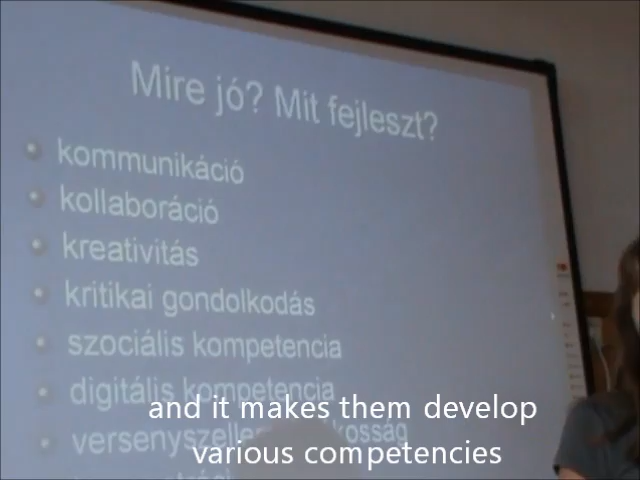 Mire jó? Mit fejleszt?
kommunikáció
kollaboráció
kreativitás
kritikai gondolkodás
szociális kompetencia
digitális kompetencia
and it makes them develop
various competencies